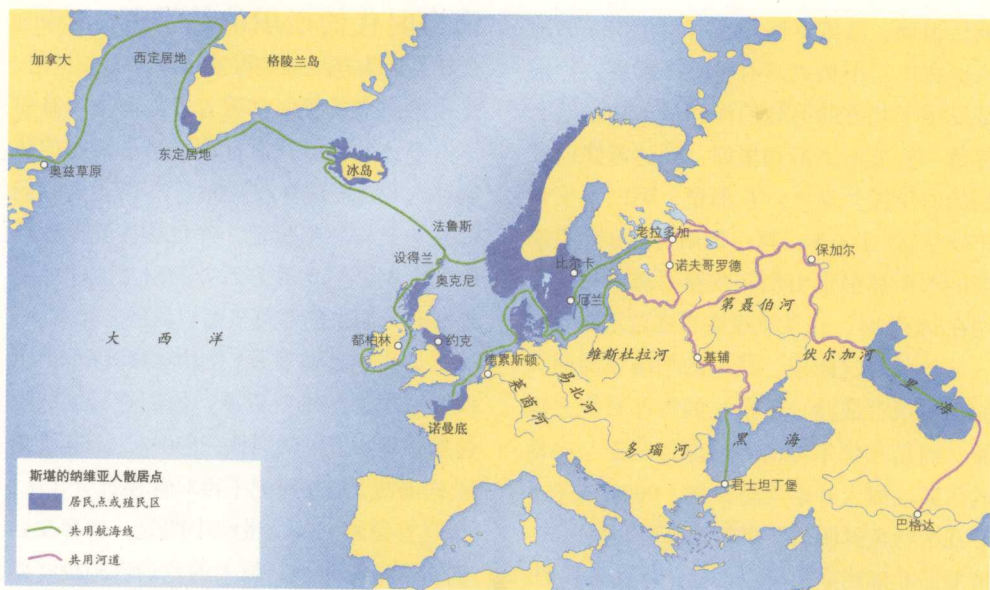 加拿大
西定居地
格陵兰岛
奥兹草原
东定居地
冰岛
法鲁斯
设得兰
奥克尼
老拉多加
保加尔
比尔卡
诺夫哥罗德
厄兰
第聂伯河
大西洋
都柏林
约克
德累斯顿
维斯杜拉河
基辅
伏尔加河
莱茵河
易北河
里海
诺曼底
多瑙河
黑海
君士坦丁堡
巴格达
斯堪的纳维亚人散居点
居民点或殖民区
共用航海线
共用河道